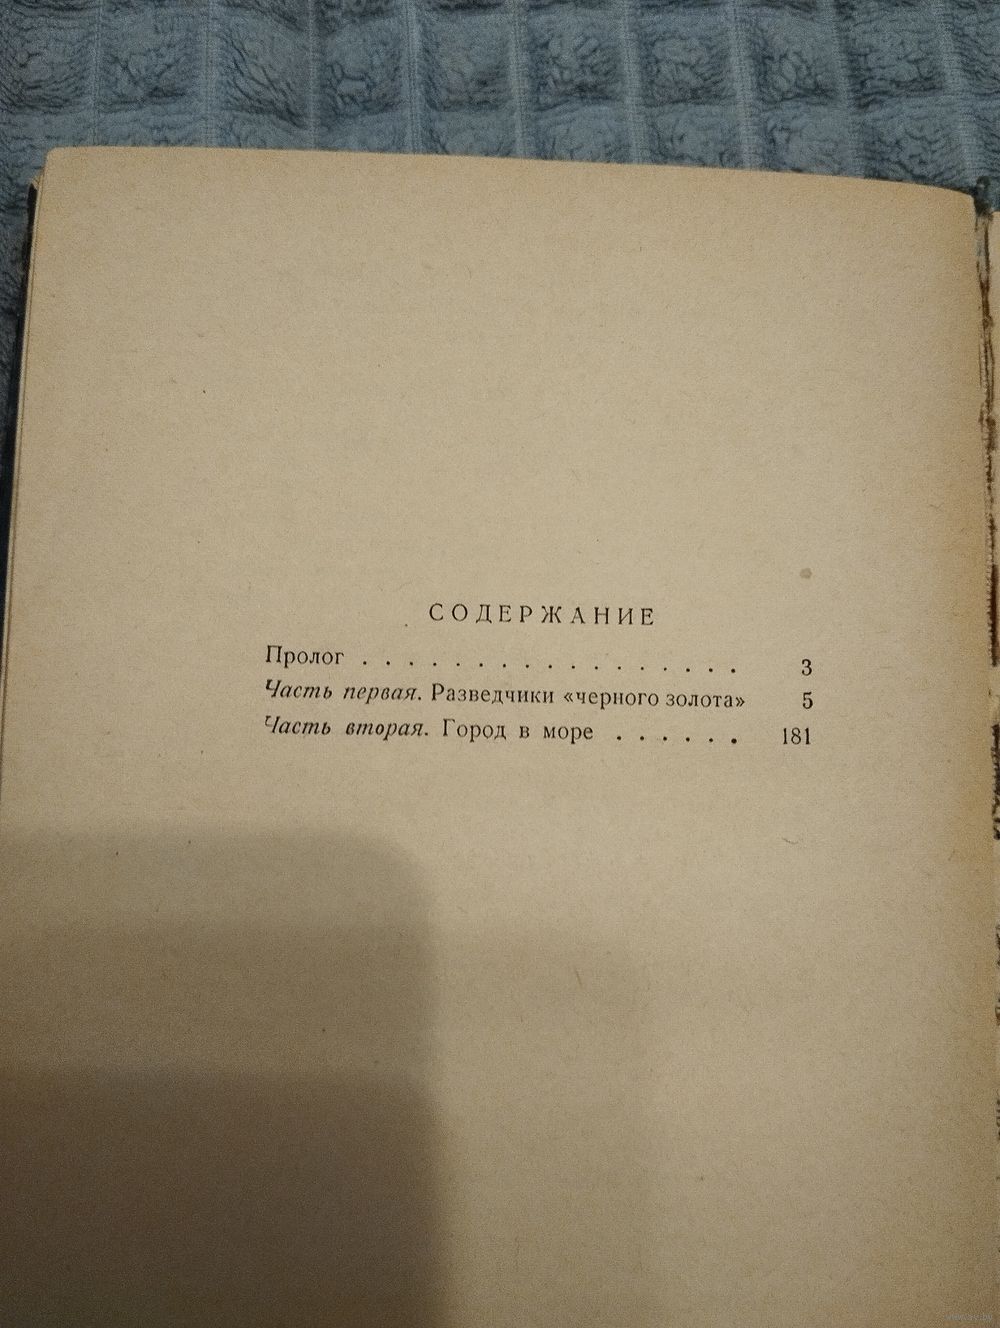 СОДЕРЖАНИЕ
Пролог . . . . . . . . . . . . . . . . . 3
Часть первая. Разведчики «черного золота» 5
Часть вторая. Город в море . . . . . . 181